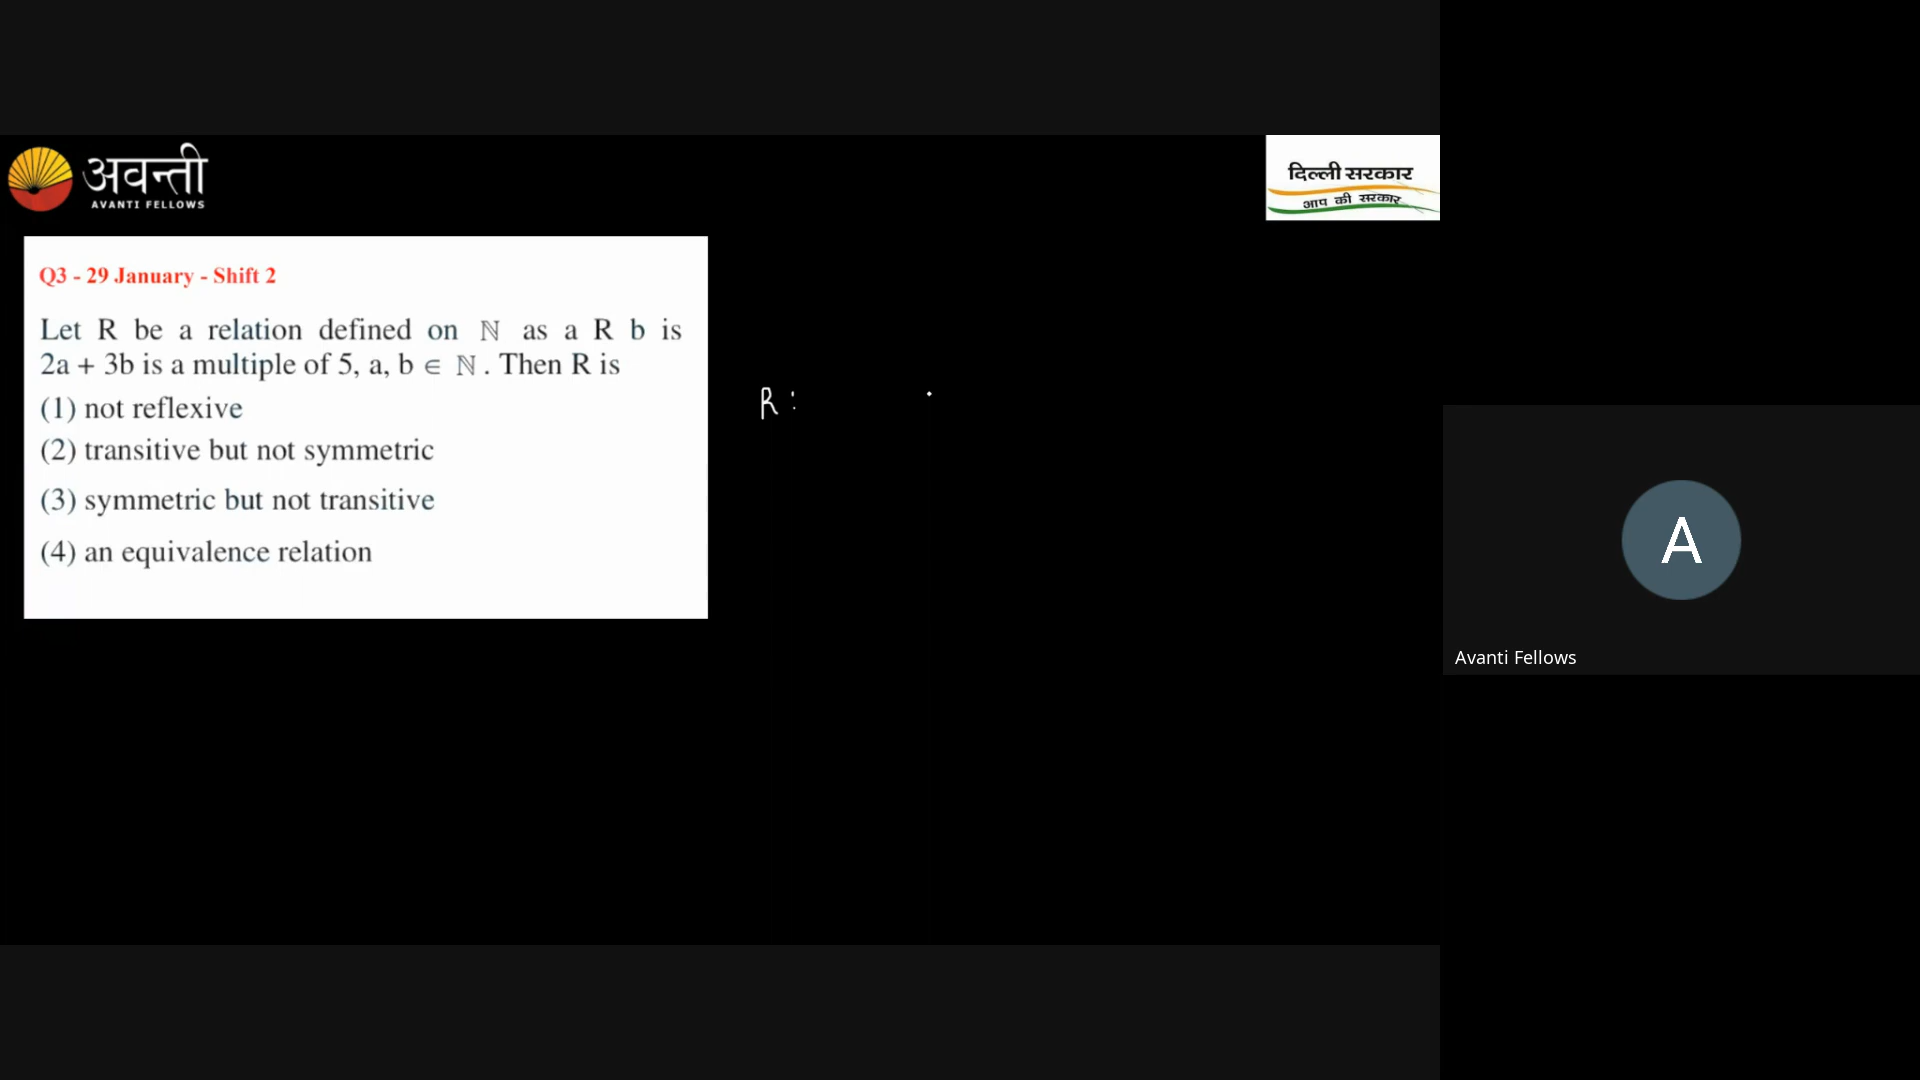 अवन्ती
AVANTI FELLOWS
दिल्ली सरकार
आप की सरकार
Q3 - 29 January - Shift 2
Let R be a relation defined on ℕ as a R b is
2a + 3b is a multiple of 5, a, b ∈ ℕ. Then R is
(1) not reflexive
(2) transitive but not symmetric
(3) symmetric but not transitive
(4) an equivalence relation
R :
A
Avanti Fellows